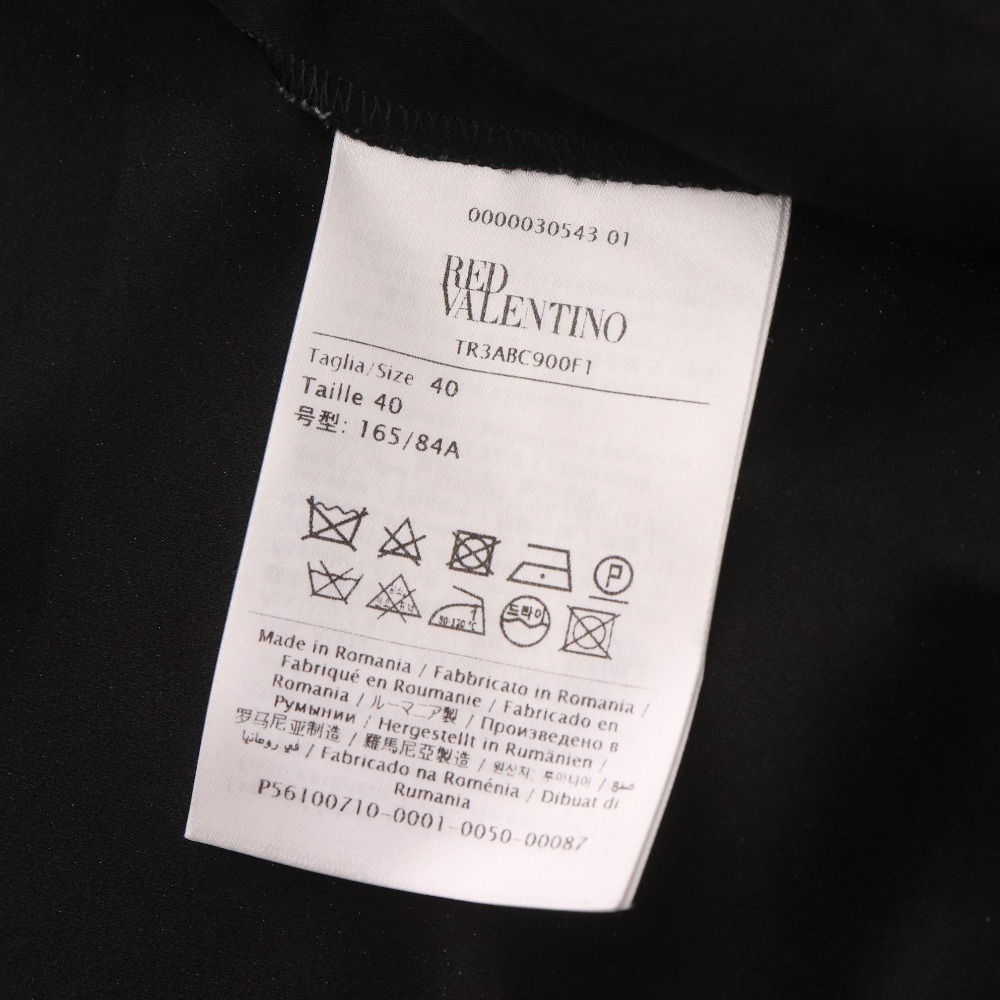 0000030543 01
RED
VALENTINO
TR3ABC900F1
Taglia/Size 40
Taille 40
号型: 165/84A
P
드라이
Made in Romania / Fabbricato in Romania /
Fabriqué en Roumanie / Fabricado en
Romania / ルーマニア製 / Произведено в
Румынии / Hergestellt in Rumänien /
罗马尼亚制造 / 羅馬尼亞製造 / 원산지: 루마니아 / صنع
في رومانيا / Fabricado na Roménia / Dibuat di
Rumania
P56100710-0001-0050-00087